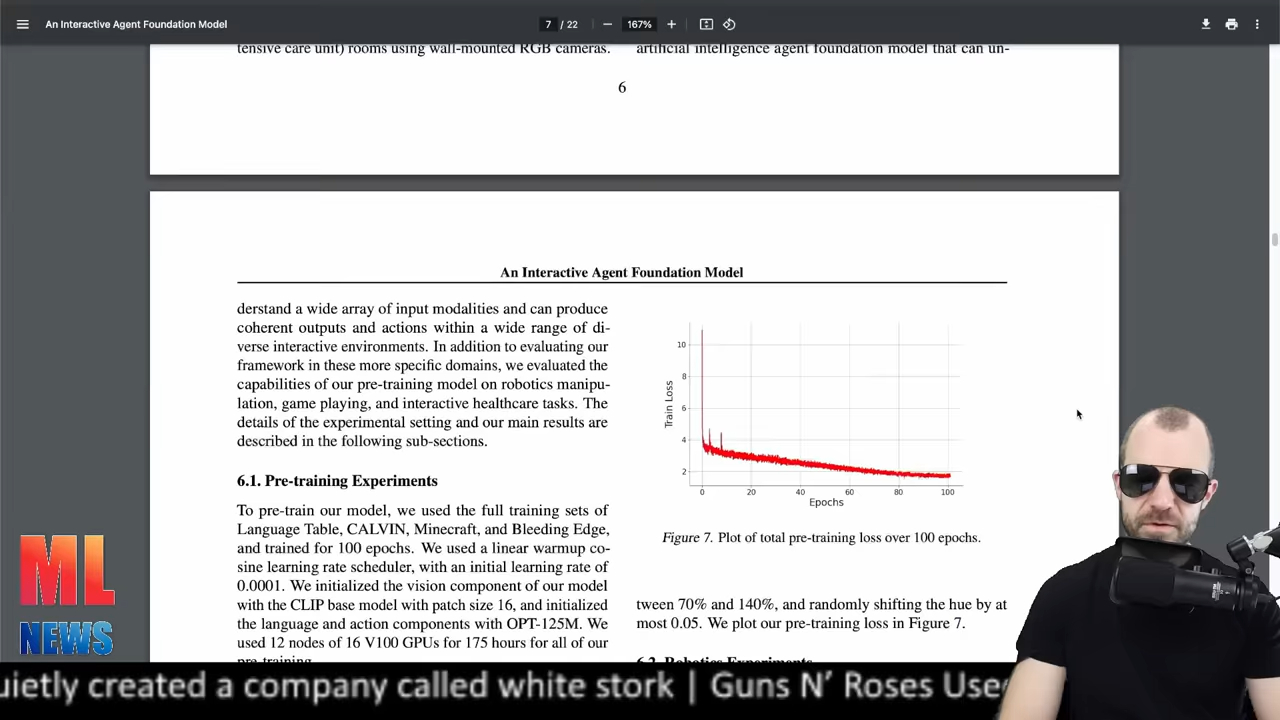 An Interactive Agent Foundation Model
7 / 22
167%
tensive care unit) rooms using wall-mounted RGB cameras.
artificial intelligence agent foundation model that can un-
6
An Interactive Agent Foundation Model
derstand a wide array of input modalities and can produce
coherent outputs and actions within a wide range of di-
verse interactive environments. In addition to evaluating our
framework in these more specific domains, we evaluated the
capabilities of our pre-training model on robotics manipu-
lation, game playing, and interactive healthcare tasks. The
details of the experimental setting and our main results are
described in the following sub-sections.
6.1. Pre-training Experiments
To pre-train our model, we used the full training sets of
Language Table, CALVIN, Minecraft, and Bleeding Edge,
and trained for 100 epochs. We used a linear warmup co-
sine learning rate scheduler, with an initial learning rate of
0.0001. We initialized the vision component of our model
with the CLIP base model with patch size 16, and initialized
the language and action components with OPT-125M. We
used 12 nodes of 16 V100 GPUs for 175 hours for all of our
pre-training.
Train Loss
10
8
6
4
2
0 20 40 60 80 100
Epochs
Figure 7. Plot of total pre-training loss over 100 epochs.
tween 70% and 140%, and randomly shifting the hue by at
most 0.05. We plot our pre-training loss in Figure 7.
6.2. Robotics Experiments
ML
NEWS
uietly created a company called white stork | Guns N' Roses Use